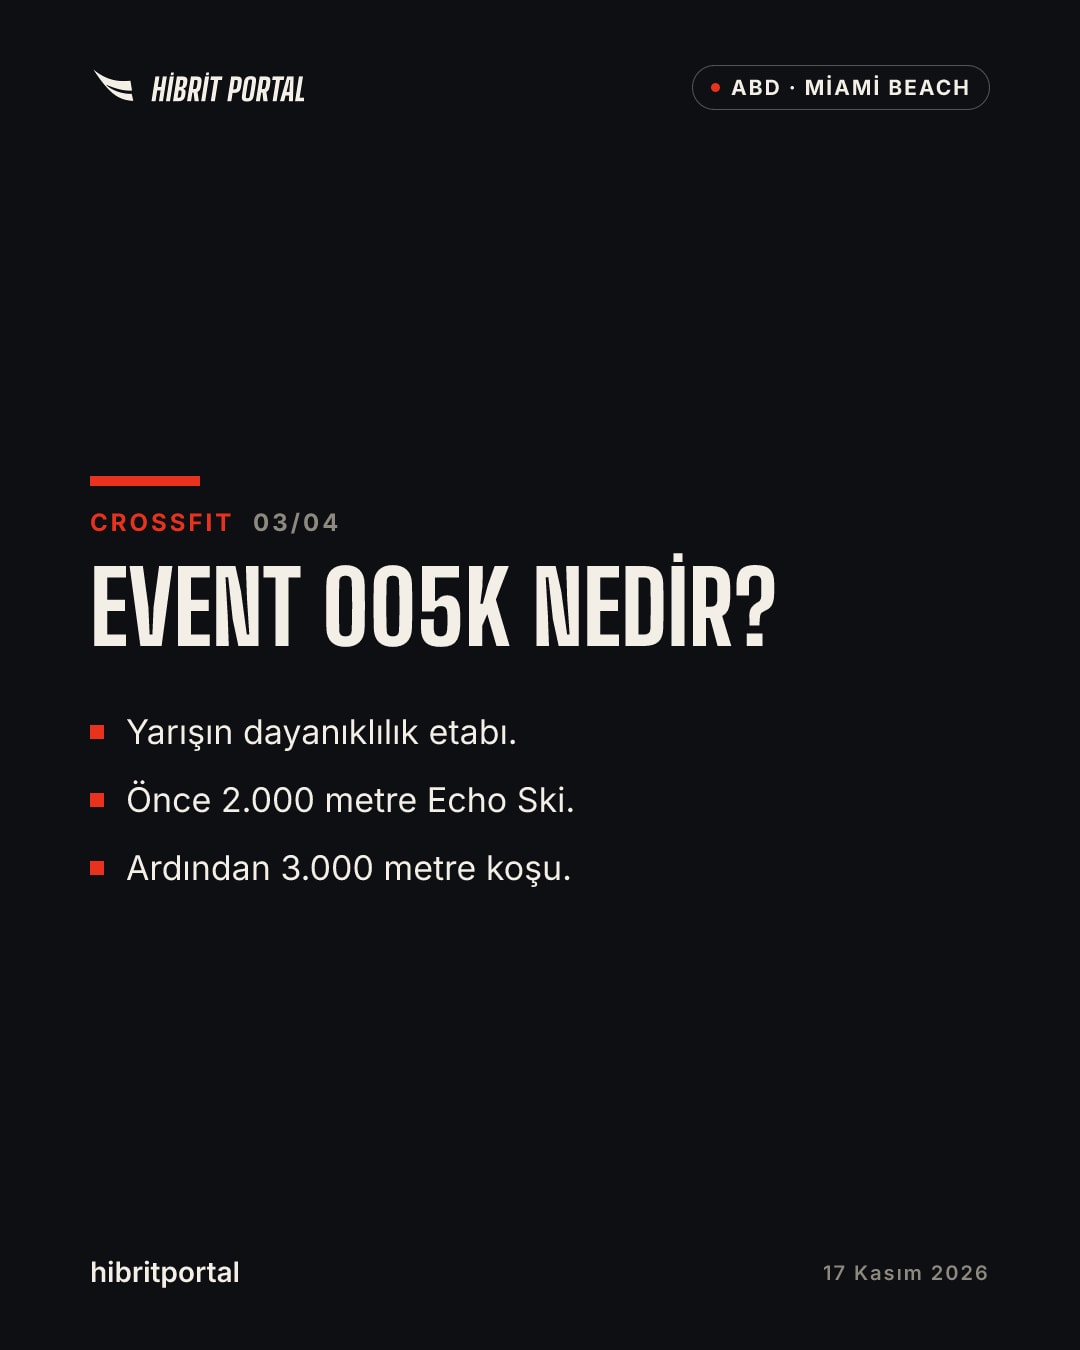 HİBRİT PORTAL
ABD · MİAMİ BEACH
CROSSFIT 03/04
EVENT 005K NEDİR?
Yarışın dayanıklılık etabı.
Önce 2.000 metre Echo Ski.
Ardından 3.000 metre koşu.
hibritportal
17 Kasım 2026